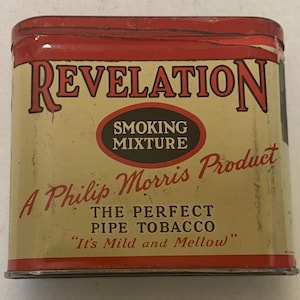 REVELATION
SMOKING
MIXTURE
A Philip Morris Product
THE PERFECT
PIPE TOBACCO
"It's Mild and Mellow"